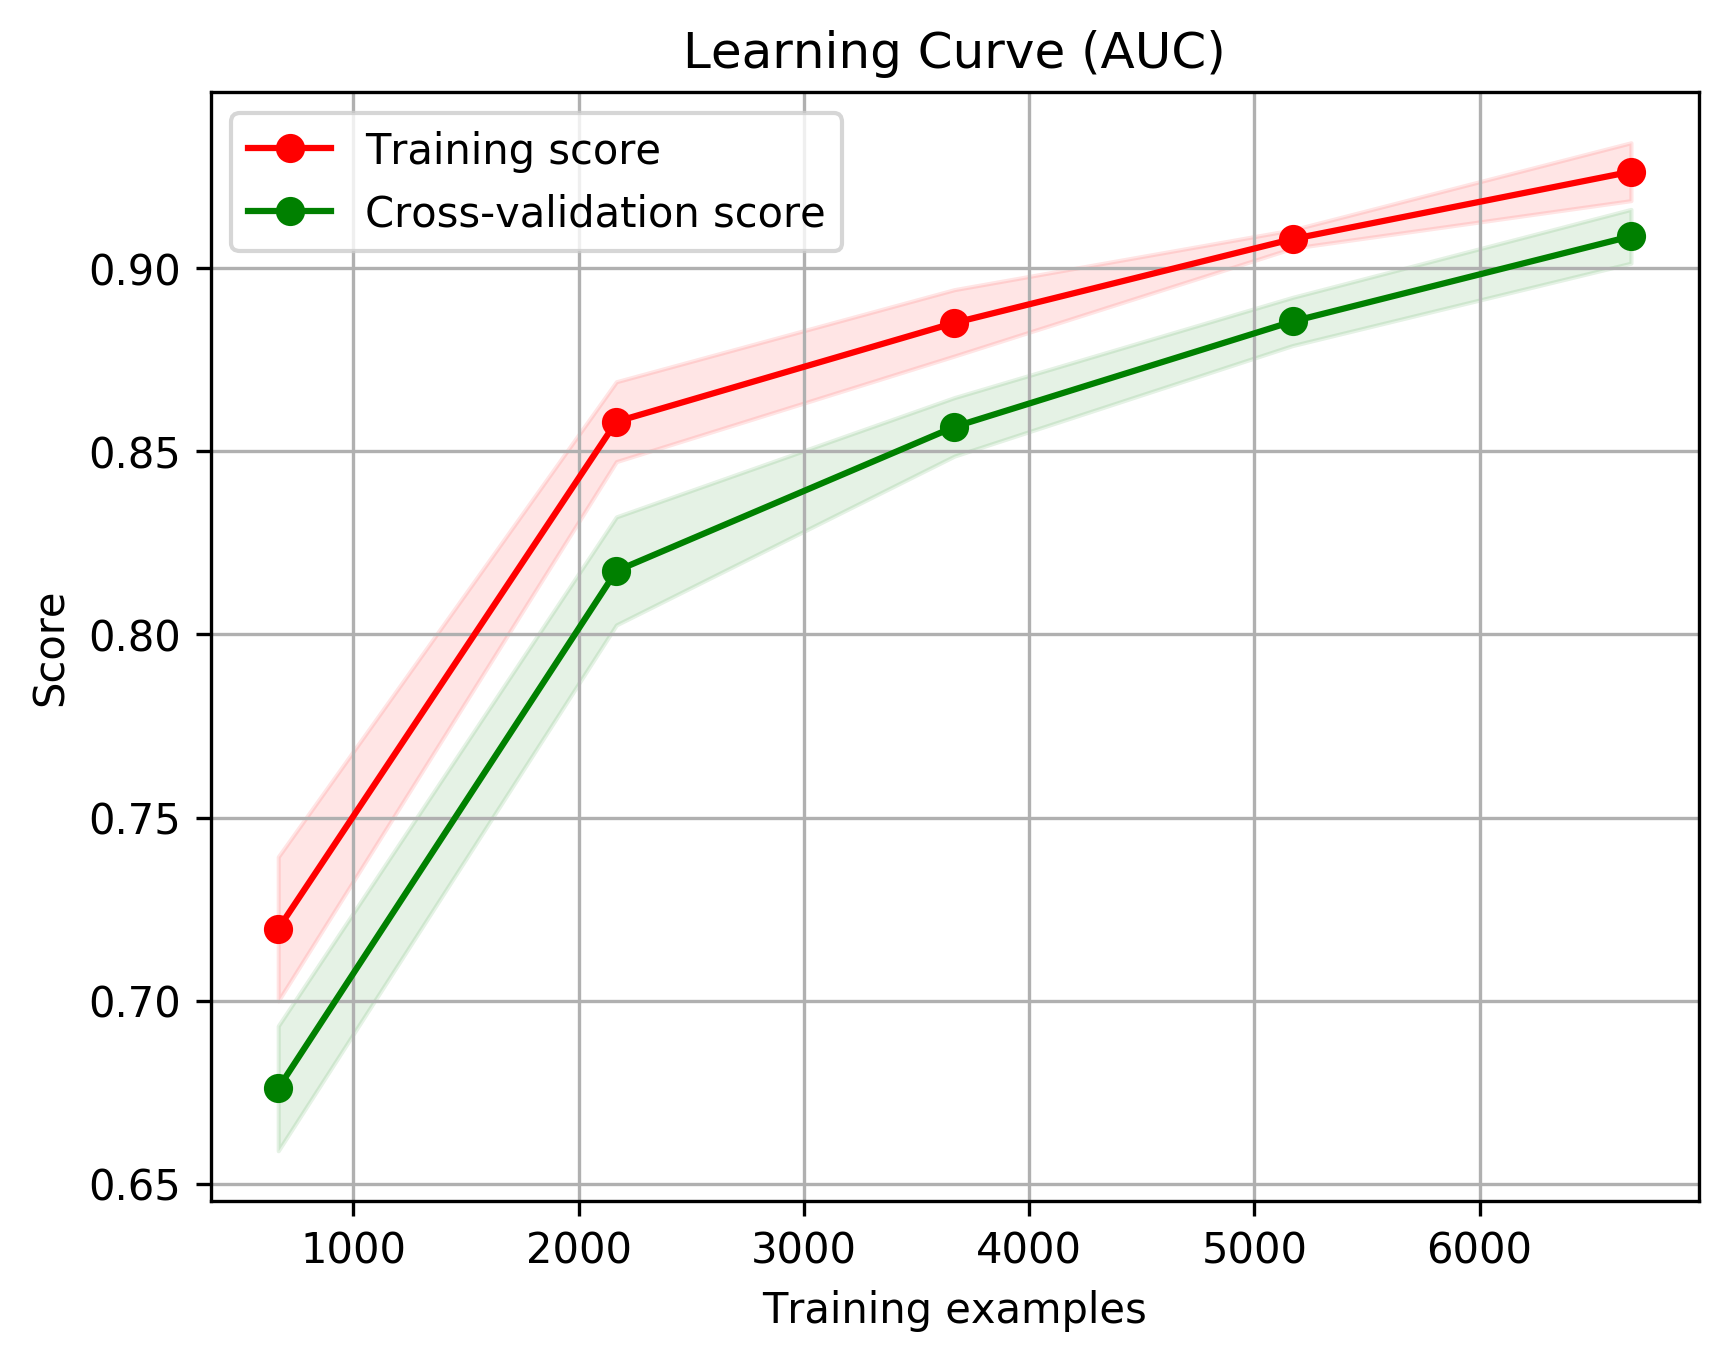 Learning Curve (AUC)
Training score
Cross-validation score
0.90
0.85
0.80
0.75
0.70
0.65
Score
1000 2000 3000 4000 5000 6000
Training examples